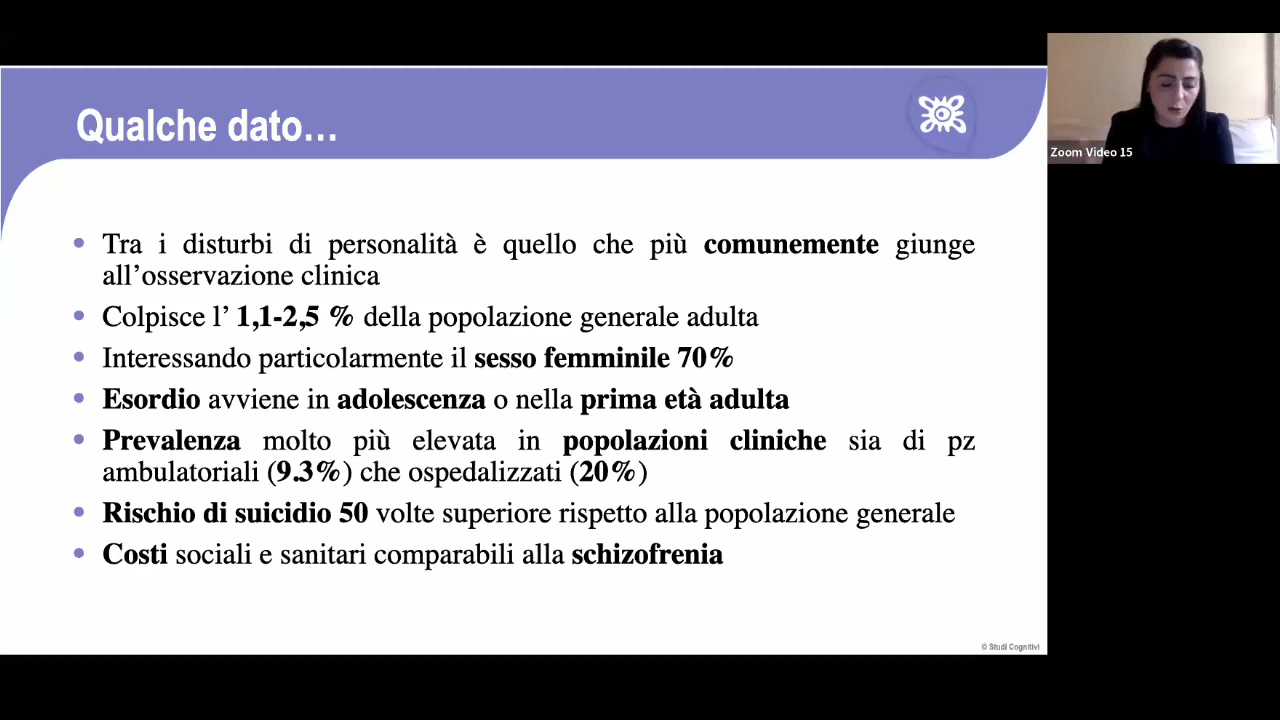 Qualche dato…
Zoom Video 15
• Tra i disturbi di personalità è quello che più comunemente giunge
all’osservazione clinica
• Colpisce l’ 1,1-2,5 % della popolazione generale adulta
• Interessando particolarmente il sesso femminile 70%
• Esordio avviene in adolescenza o nella prima età adulta
• Prevalenza molto più elevata in popolazioni cliniche sia di pz
ambulatoriali (9.3%) che ospedalizzati (20%)
• Rischio di suicidio 50 volte superiore rispetto alla popolazione generale
• Costi sociali e sanitari comparabili alla schizofrenia
© Studi Cognitivi